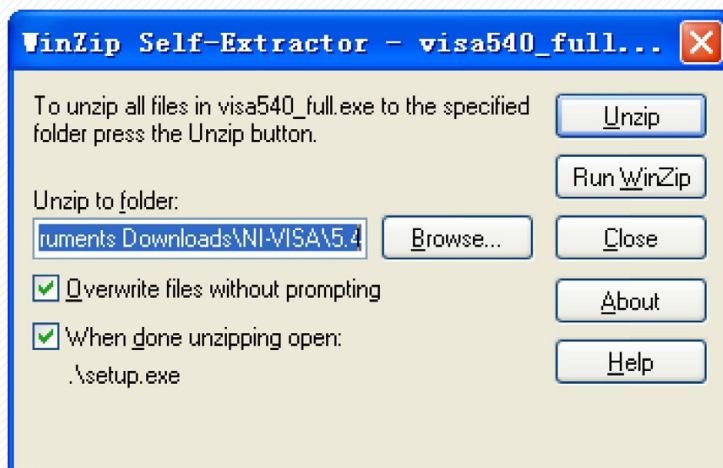 WinZip Self-Extractor - visa540_full...
To unzip all files in visa540_full.exe to the specified
folder press the Unzip button.
Unzip to folder:
ruments Downloads\NI-VISA\5.4
Browse...
Overwrite files without prompting
When done unzipping open:
.\setup.exe
Unzip
Run WinZip
Close
About
Help